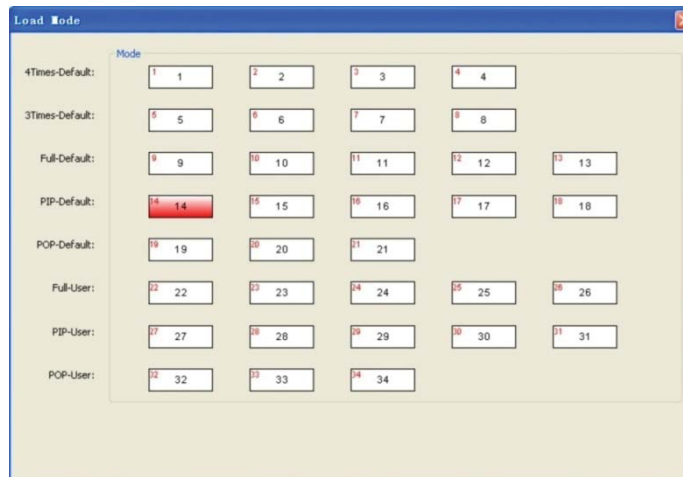 Load Mode
Mode
4Times-Default: 1 1 2 2 3 3 4 4
3Times-Default: 5 5 6 6 7 7 8 8
Full-Default: 9 9 10 10 11 11 12 12 13 13
PIP-Default: 14 14 15 15 16 16 17 17 18 18
POP-Default: 19 19 20 20 21 21
Full-User: 22 22 23 23 24 24 25 25 26 26
PIP-User: 27 27 28 28 29 29 30 30 31 31
POP-User: 32 32 33 33 34 34